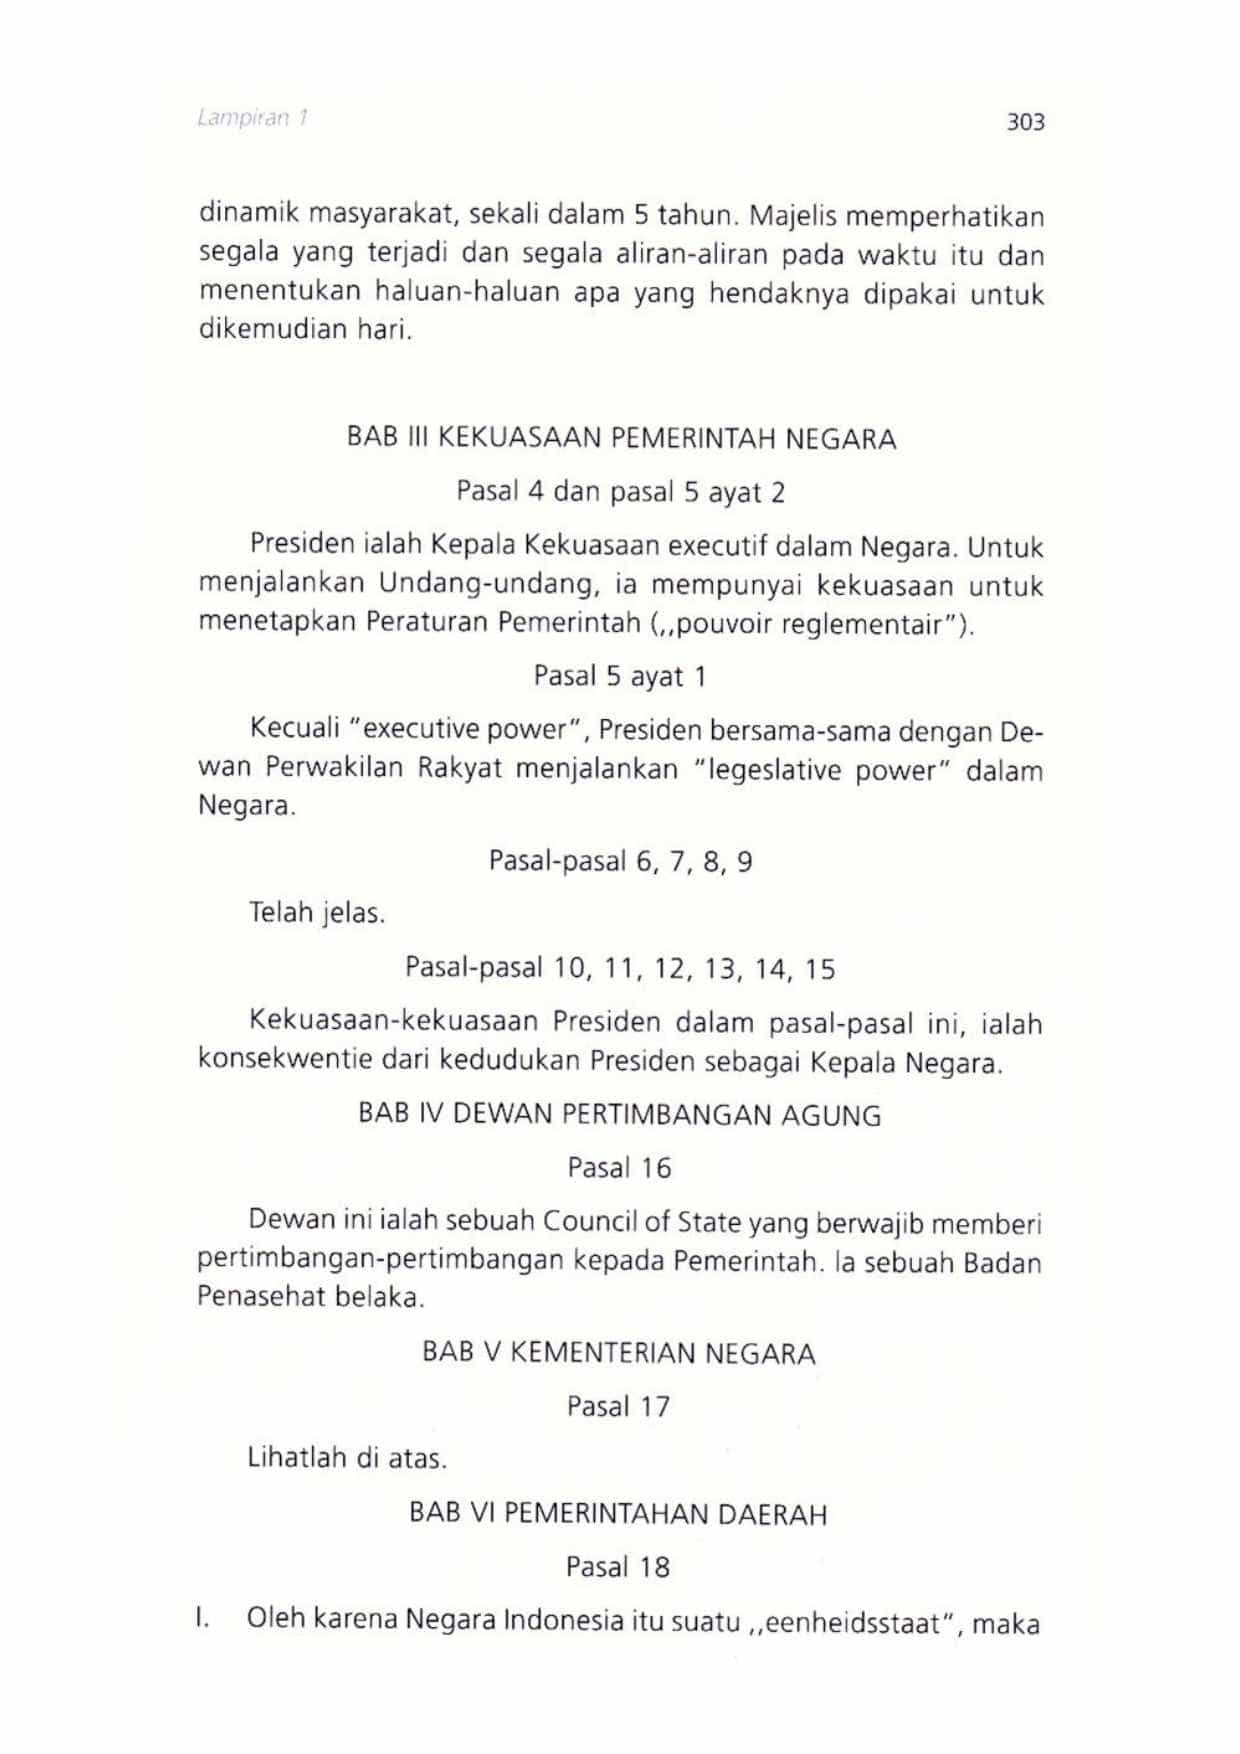 Lampiran 1
303
dinamik masyarakat, sekali dalam 5 tahun. Majelis memperhatikan
segala yang terjadi dan segala aliran-aliran pada waktu itu dan
menentukan haluan-haluan apa yang hendaknya dipakai untuk
dikemudian hari.
BAB III KEKUASAAN PEMERINTAH NEGARA
Pasal 4 dan pasal 5 ayat 2
Presiden ialah Kepala Kekuasaan executif dalam Negara. Untuk
menjalankan Undang-undang, ia mempunyai kekuasaan untuk
menetapkan Peraturan Pemerintah (,,pouvoir reglementair").
Pasal 5 ayat 1
Kecuali "executive power", Presiden bersama-sama dengan De-
wan Perwakilan Rakyat menjalankan "legeslative power" dalam
Negara.
Pasal-pasal 6, 7, 8, 9
Telah jelas.
Pasal-pasal 10, 11, 12, 13, 14, 15
Kekuasaan-kekuasaan Presiden dalam pasal-pasal ini, ialah
konsekwentie dari kedudukan Presiden sebagai Kepala Negara.
BAB IV DEWAN PERTIMBANGAN AGUNG
Pasal 16
Dewan ini ialah sebuah Council of State yang berwajib memberi
pertimbangan-pertimbangan kepada Pemerintah. Ia sebuah Badan
Penasehat belaka.
BAB V KEMENTERIAN NEGARA
Pasal 17
Lihatlah di atas.
BAB VI PEMERINTAHAN DAERAH
Pasal 18
I. Oleh karena Negara Indonesia itu suatu ,,eenheidsstaat", maka